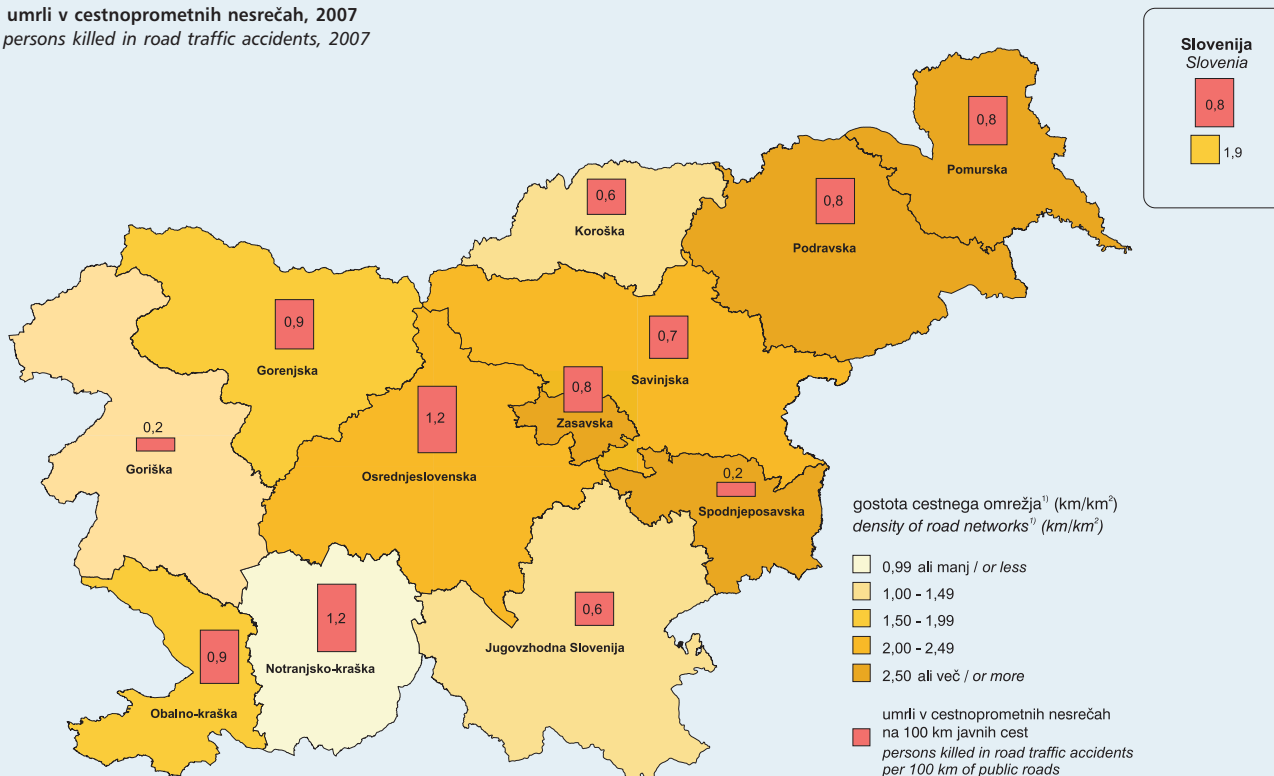 umrli v cestnoprometnih nesrečah, 2007
persons killed in road traffic accidents, 2007
Slovenija
Slovenia
0,8
1,9
0,8
Pomurska
0,8
Podravska
0,6
Koroška
0,9
Gorenjska
0,7
Savinjska
0,8
Zasavska
1,2
Osrednjeslovenska
0,2
Goriška
0,2
Spodnjeposavska
1,2
Notranjsko-kraška
0,6
Jugovzhodna Slovenija
0,9
Obalno-kraška
gostota cestnega omrežja¹⁾ (km/km²)
density of road networks¹⁾ (km/km²)
0,99 ali manj / or less
1,00 - 1,49
1,50 - 1,99
2,00 - 2,49
2,50 ali več / or more
umrli v cestnoprometnih nesrečah
na 100 km javnih cest
persons killed in road traffic accidents
per 100 km of public roads